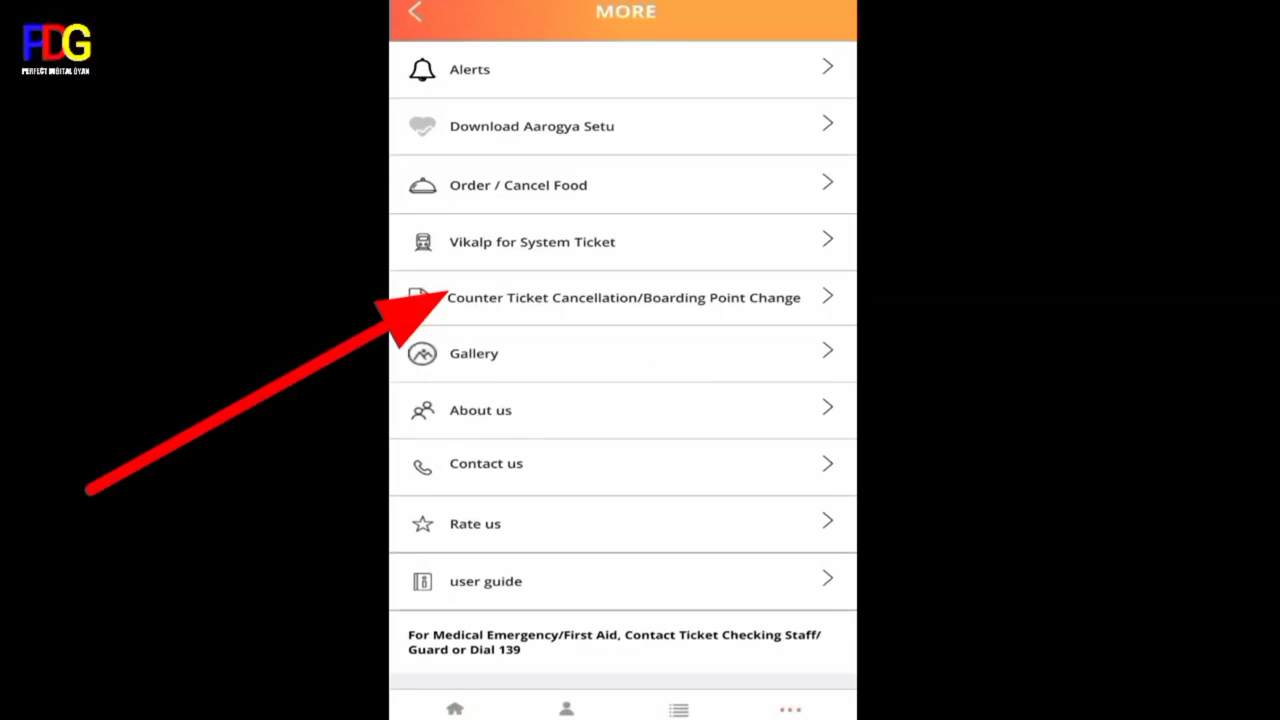 PDG
PERFECT DIGITAL GYAN
MORE
Alerts
Download Aarogya Setu
Order / Cancel Food
Vikalp for System Ticket
Counter Ticket Cancellation/Boarding Point Change
Gallery
About us
Contact us
Rate us
user guide
For Medical Emergency/First Aid, Contact Ticket Checking Staff/
Guard or Dial 139